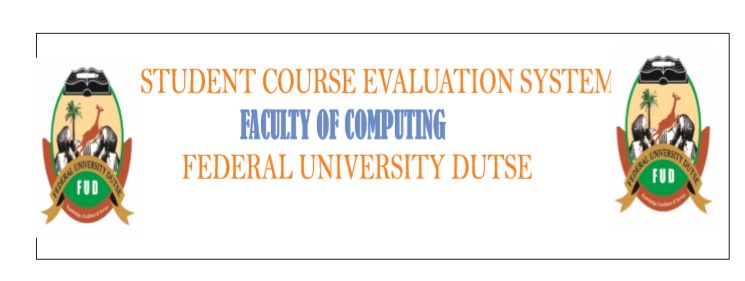 STUDENT COURSE EVALUATION SYSTEM
FACULTY OF COMPUTING
FEDERAL UNIVERSITY DUTSE
FEDERAL UNIVERSITY DUTSE
FUD
FEDERAL UNIVERSITY DUTSE
FUD